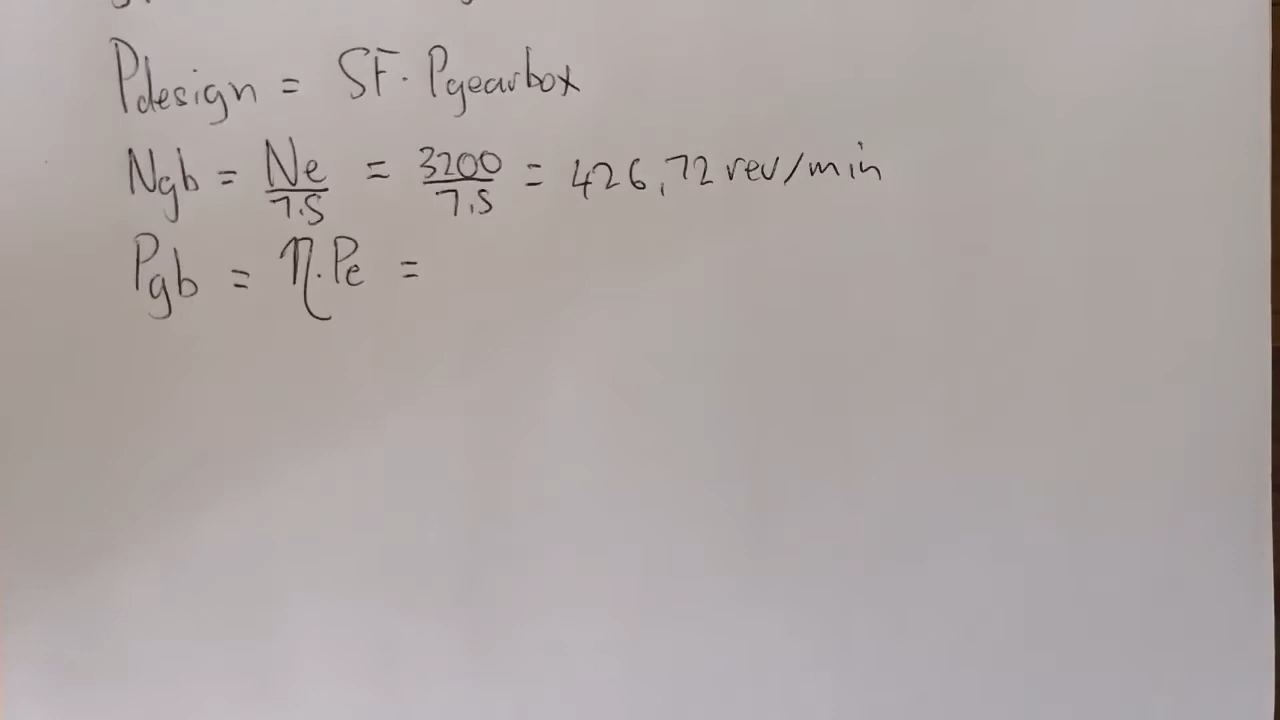 Pdesign = SF. Pgearbox
Ngb = Ne/7.5 = 3200/7.5 = 426,72 rev/min
Pgb = η.Pe =